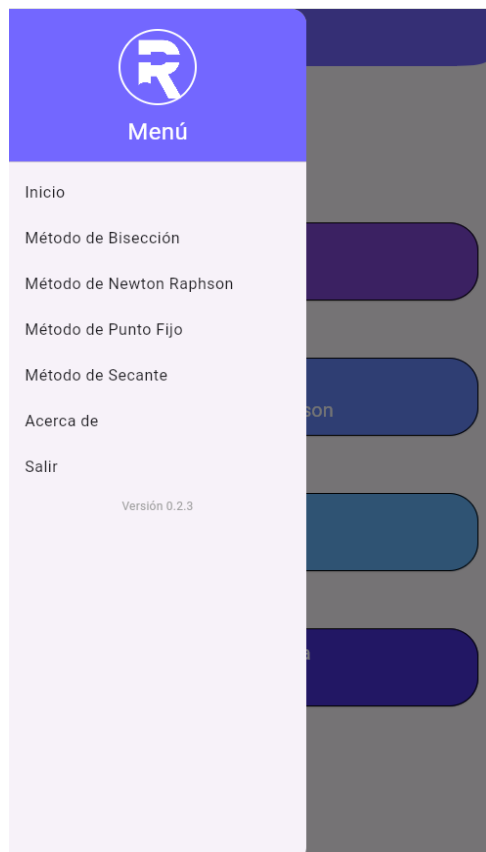 Menú
Inicio
Método de Bisección
Método de Newton Raphson
Método de Punto Fijo
Método de Secante
Acerca de
Salir
Versión 0.2.3